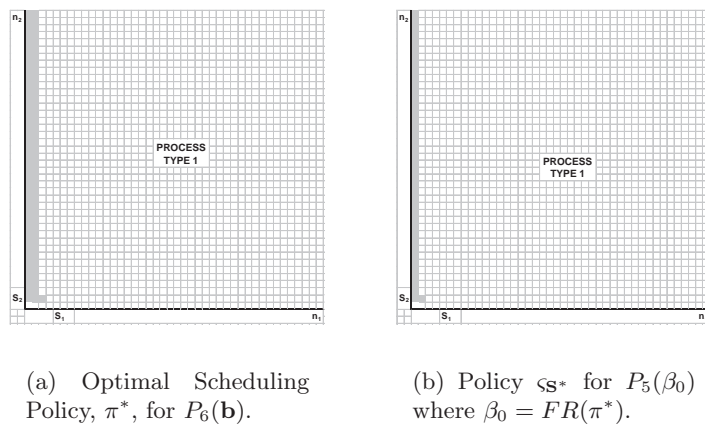 n₂
PROCESS
TYPE 1
S₂
S₁
n₁
n₂
PROCESS
TYPE 1
S₂
S₁
n
(a) Optimal Scheduling
Policy, π*, for P₆(b).
(b) Policy ς_S* for P₅(β₀)
where β₀ = FR(π*).